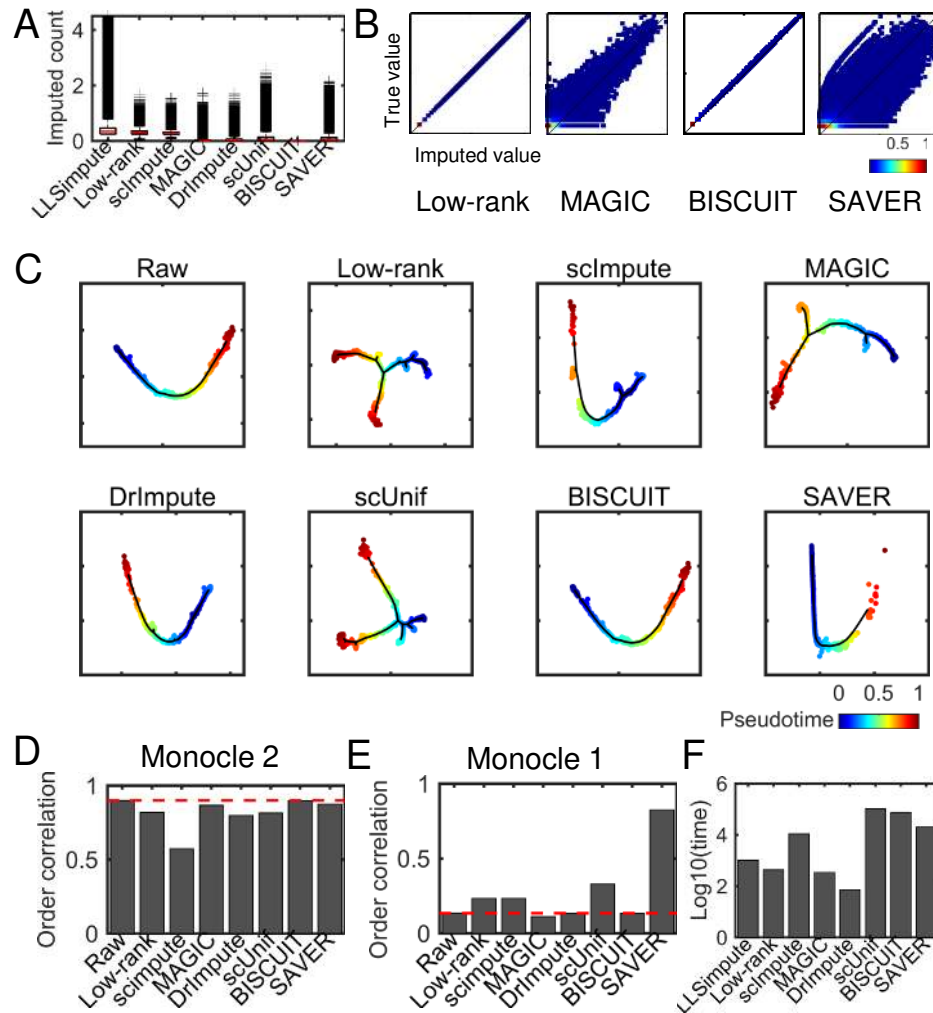 A
Imputed count
4
2
0
LLSimpute
Low-rank
scImpute
MAGIC
DrImpute
scUnif
BISCUIT
SAVER
B
True value
Imputed value
0.5 1
Low-rank MAGIC BISCUIT SAVER
C
Raw Low-rank scImpute MAGIC
DrImpute scUnif BISCUIT SAVER
0 0.5 1
Pseudotime
D
Monocle 2
Order correlation
1
0.5
0
Raw
Low-rank
scImpute
MAGIC
DrImpute
scUnif
BISCUIT
SAVER
E
Monocle 1
Order correlation
1
0.5
0
Raw
Low-rank
scImpute
MAGIC
DrImpute
scUnif
BISCUIT
SAVER
F
Log10(time)
6
4
2
0
LLSimpute
Low-rank
scImpute
MAGIC
DrImpute
scUnif
BISCUIT
SAVER